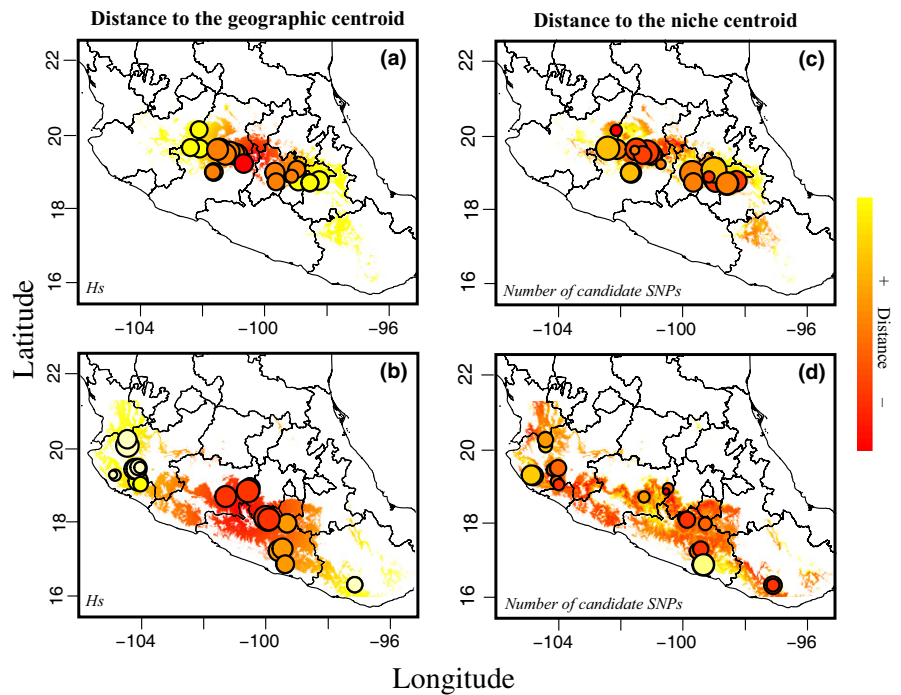 Distance to the geographic centroid
Distance to the niche centroid
(a)
22
20
18
16
Hs
−104
−100
−96
(c)
22
20
18
16
Number of candidate SNPs
−104
−100
−96
(b)
22
20
18
16
Hs
−104
−100
−96
(d)
22
20
18
16
Number of candidate SNPs
−104
−100
−96
Latitude
Longitude
+
Distance
−